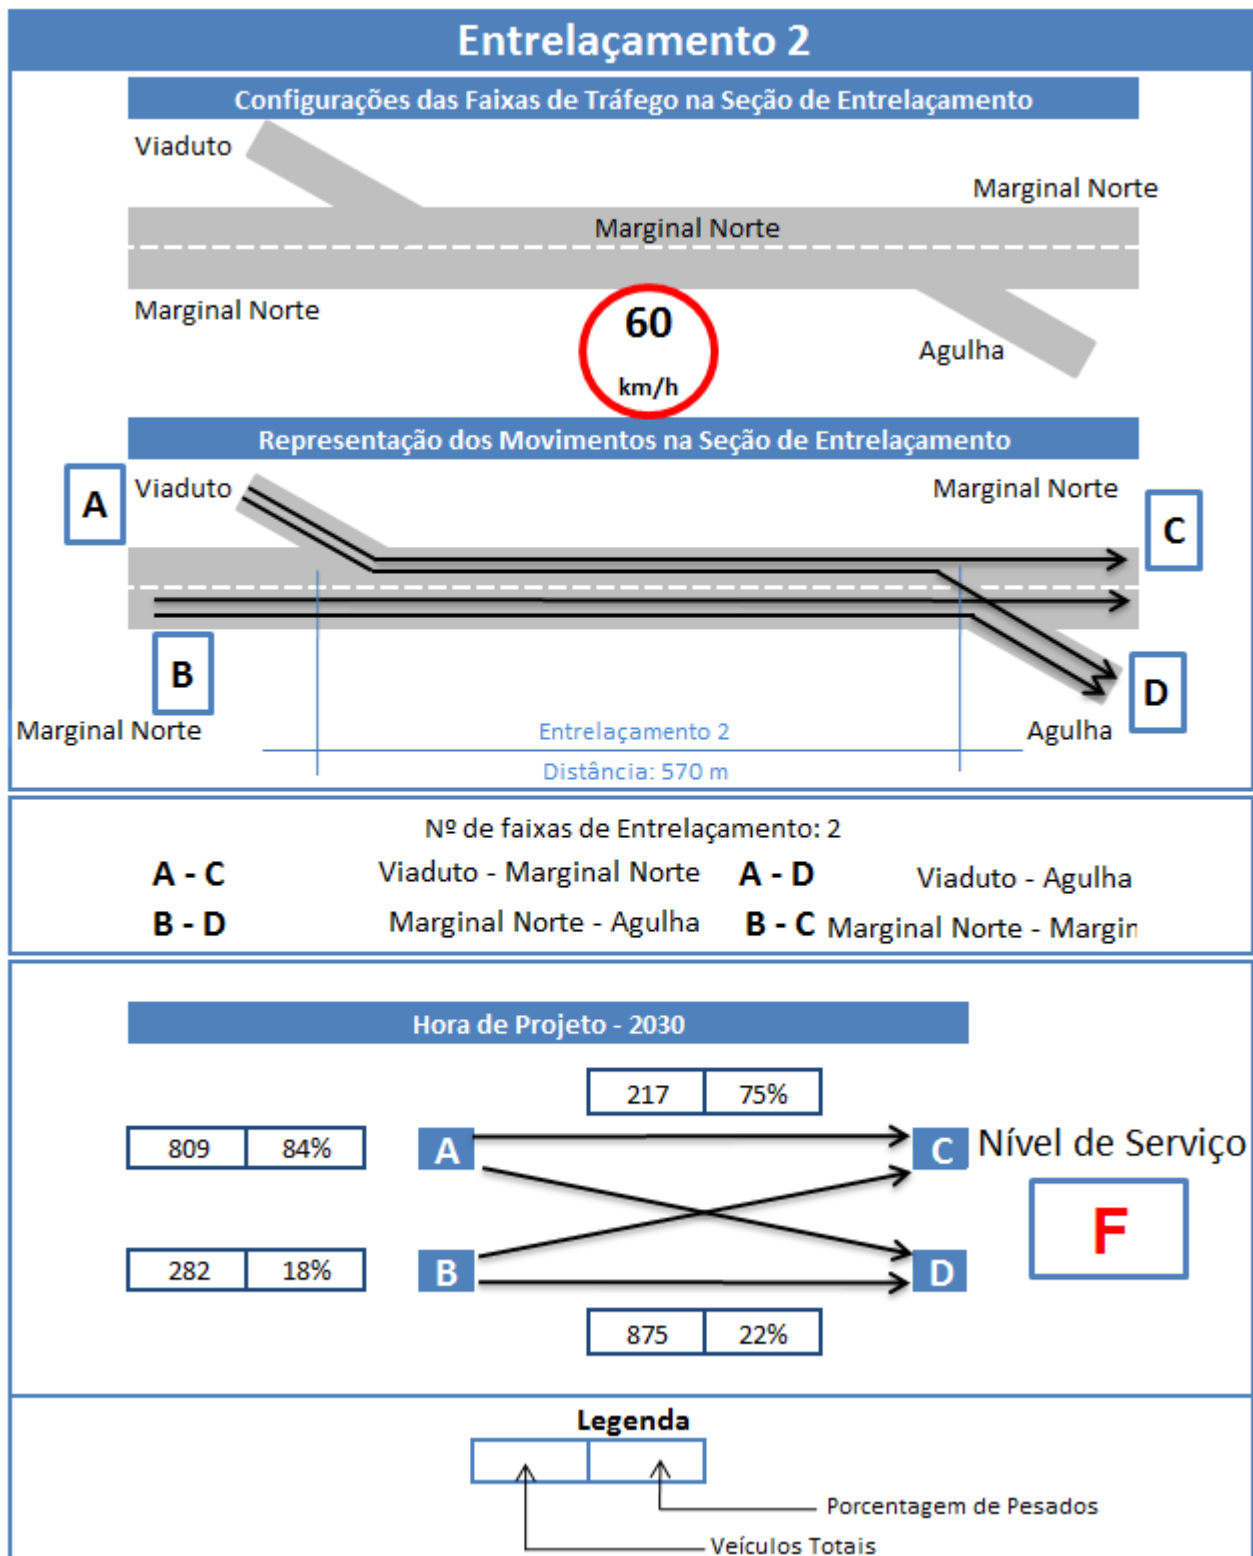 Entrelaçamento 2
Configurações das Faixas de Tráfego na Seção de Entrelaçamento
Viaduto
Marginal Norte
Marginal Norte
Marginal Norte
60
km/h
Agulha
Representação dos Movimentos na Seção de Entrelaçamento
A
Viaduto
Marginal Norte
C
B
D
Marginal Norte
Entrelaçamento 2
Agulha
Distância: 570 m
Nº de faixas de Entrelaçamento: 2
A - C Viaduto - Marginal Norte A - D Viaduto - Agulha
B - D Marginal Norte - Agulha B - C Marginal Norte - Margin
Hora de Projeto - 2030
217 75%
809 84% A C Nível de Serviço
F
282 18% B D
875 22%
Legenda
Porcentagem de Pesados
Veículos Totais